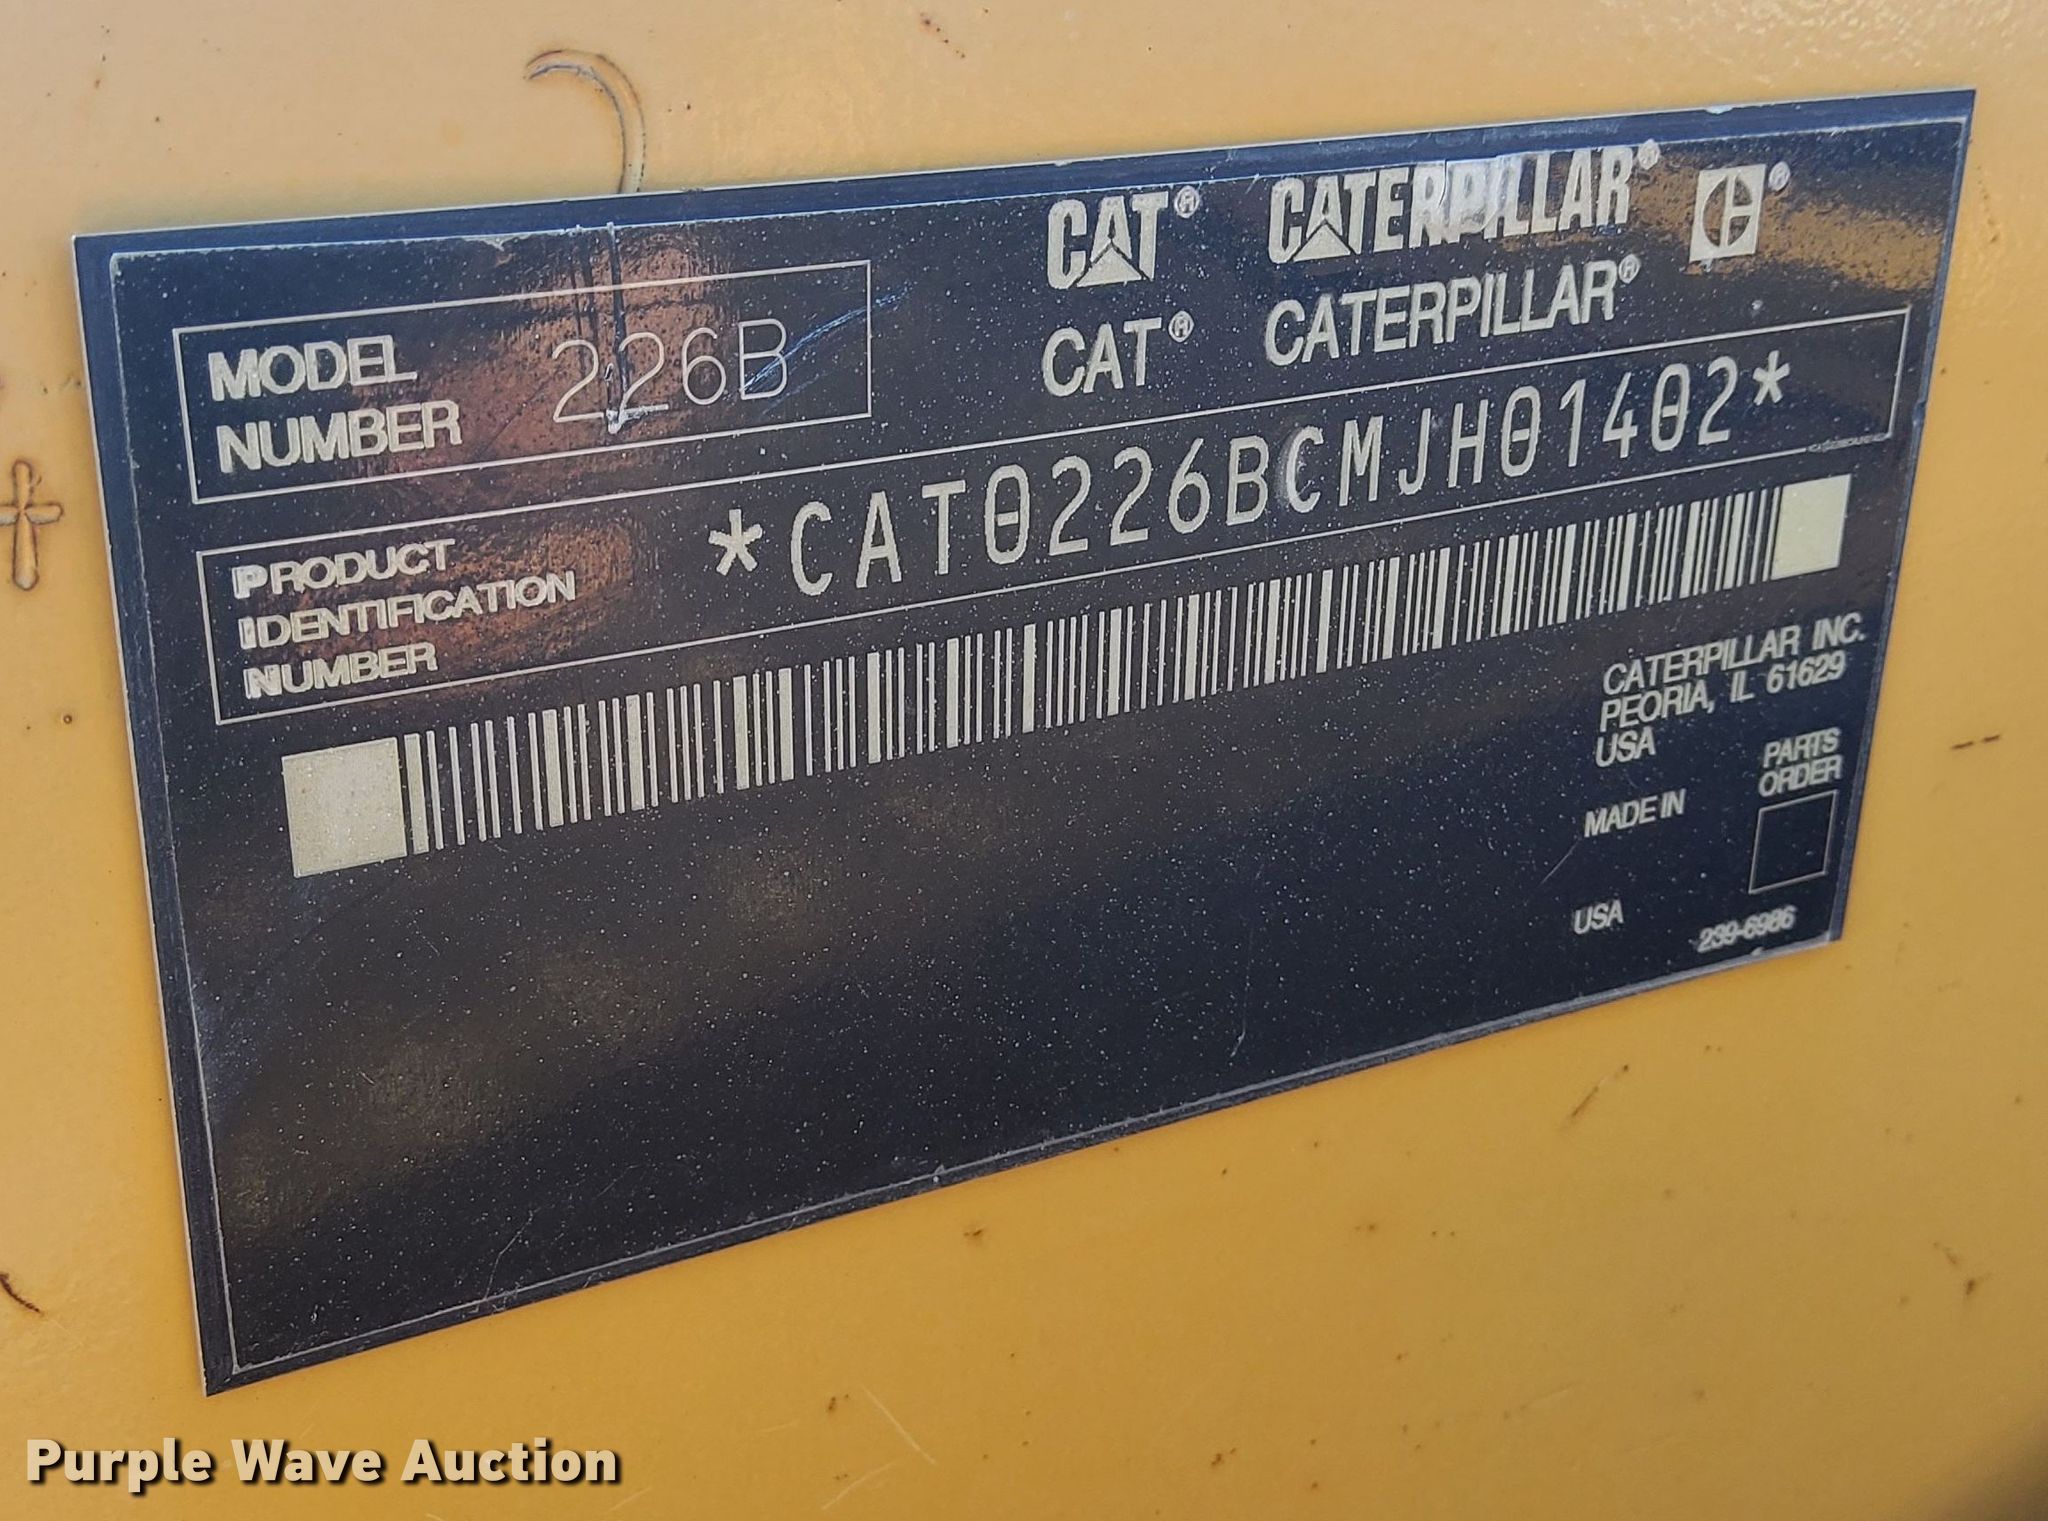 CAT® CATERPILLAR®
CAT® CATERPILLAR®
MODEL
NUMBER
226B
PRODUCT
IDENTIFICATION
NUMBER
*CAT0226BCMJH01402*
CATERPILLAR INC.
PEORIA, IL 61629
USA
MADE IN
USA
PARTS
ORDER
239-6986
Purple Wave Auction